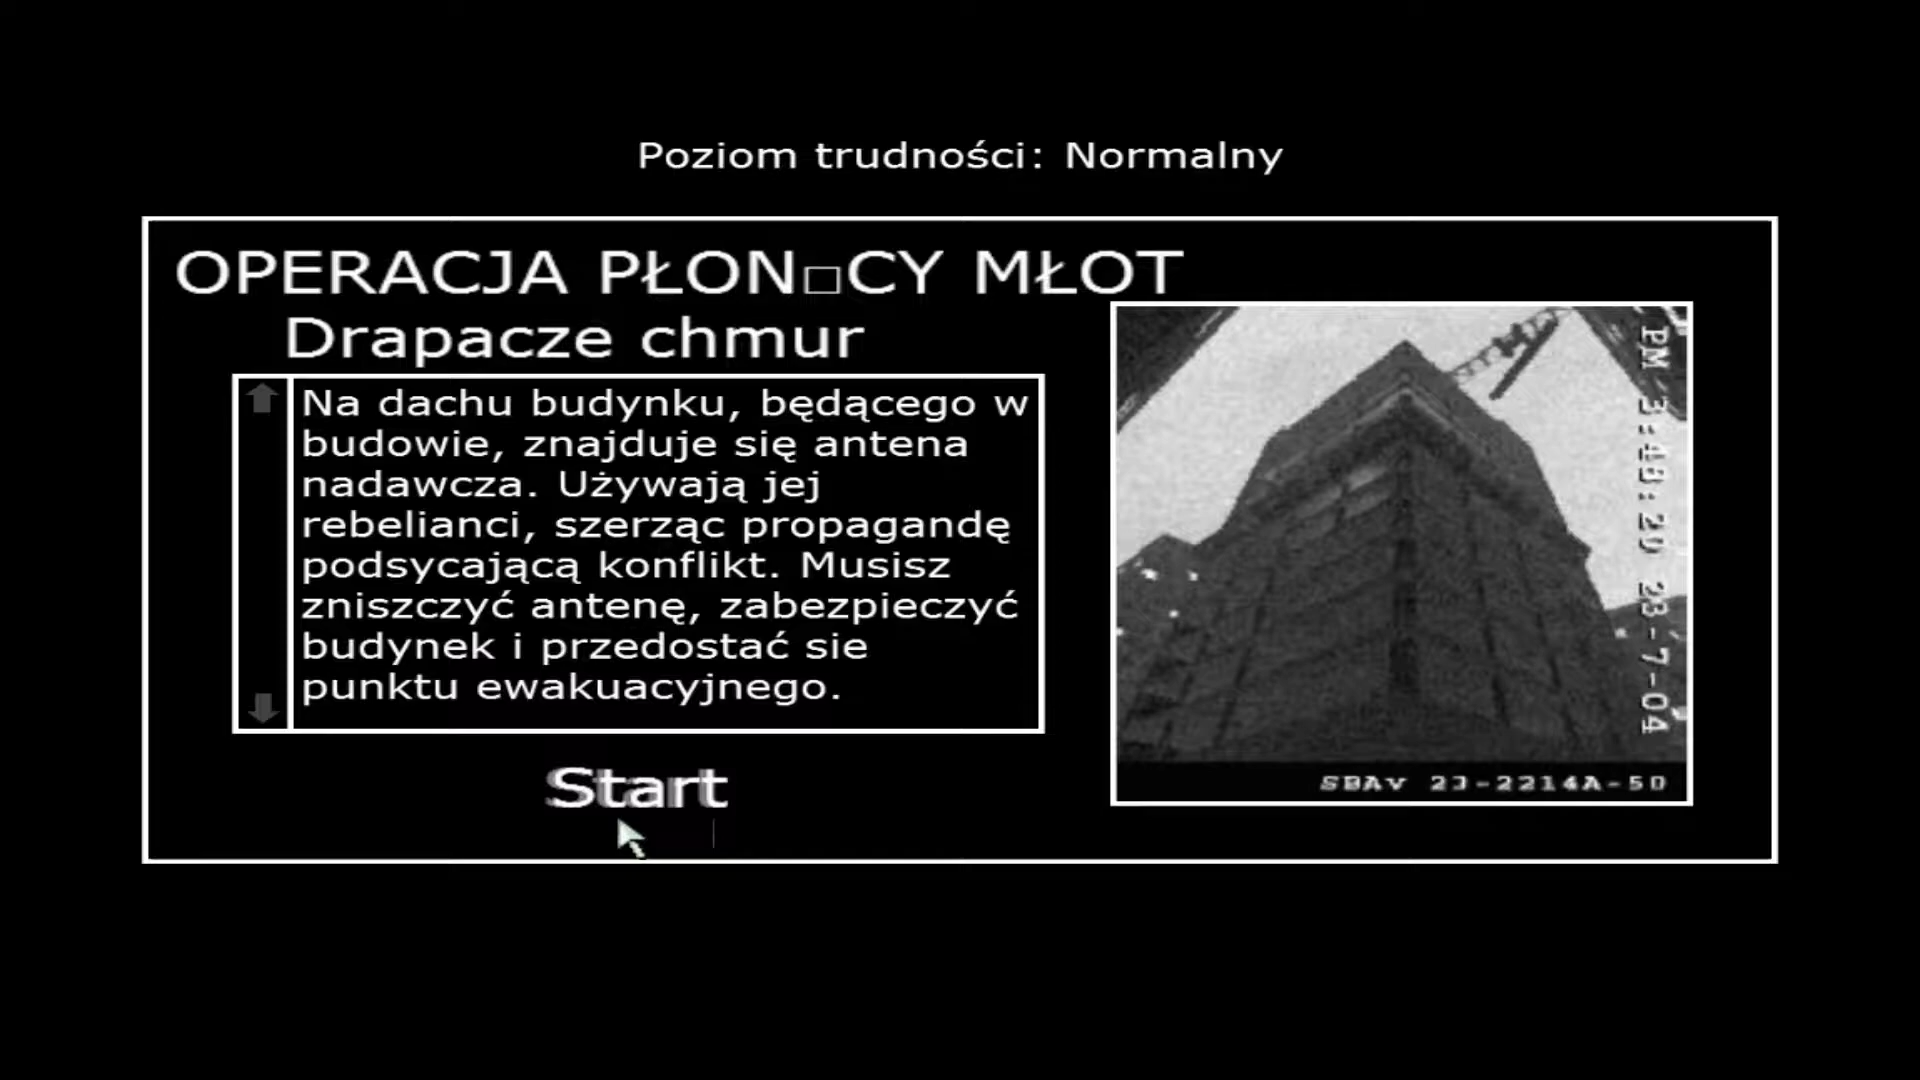 Poziom trudności: Normalny
OPERACJA PŁON□CY MŁOT
Drapacze chmur
Na dachu budynku, będącego w
budowie, znajduje się antena
nadawcza. Używają jej
rebelianci, szerząc propagandę
podsycającą konflikt. Musisz
zniszczyć antenę, zabezpieczyć
budynek i przedostać sie
punktu ewakuacyjnego.
Start
PM 3:48:20 23-7-04
SBAv 23-2214A-50